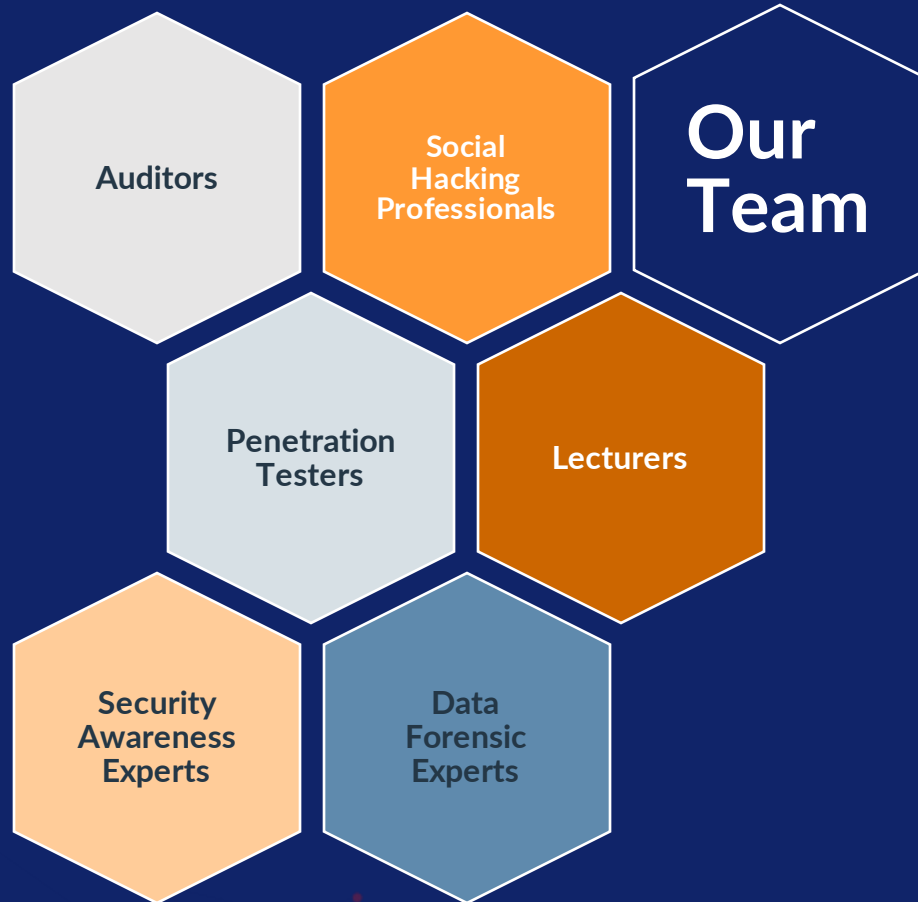 Auditors
Social
Hacking
Professionals
Our
Team
Penetration
Testers
Lecturers
Security
Awareness
Experts
Data
Forensic
Experts